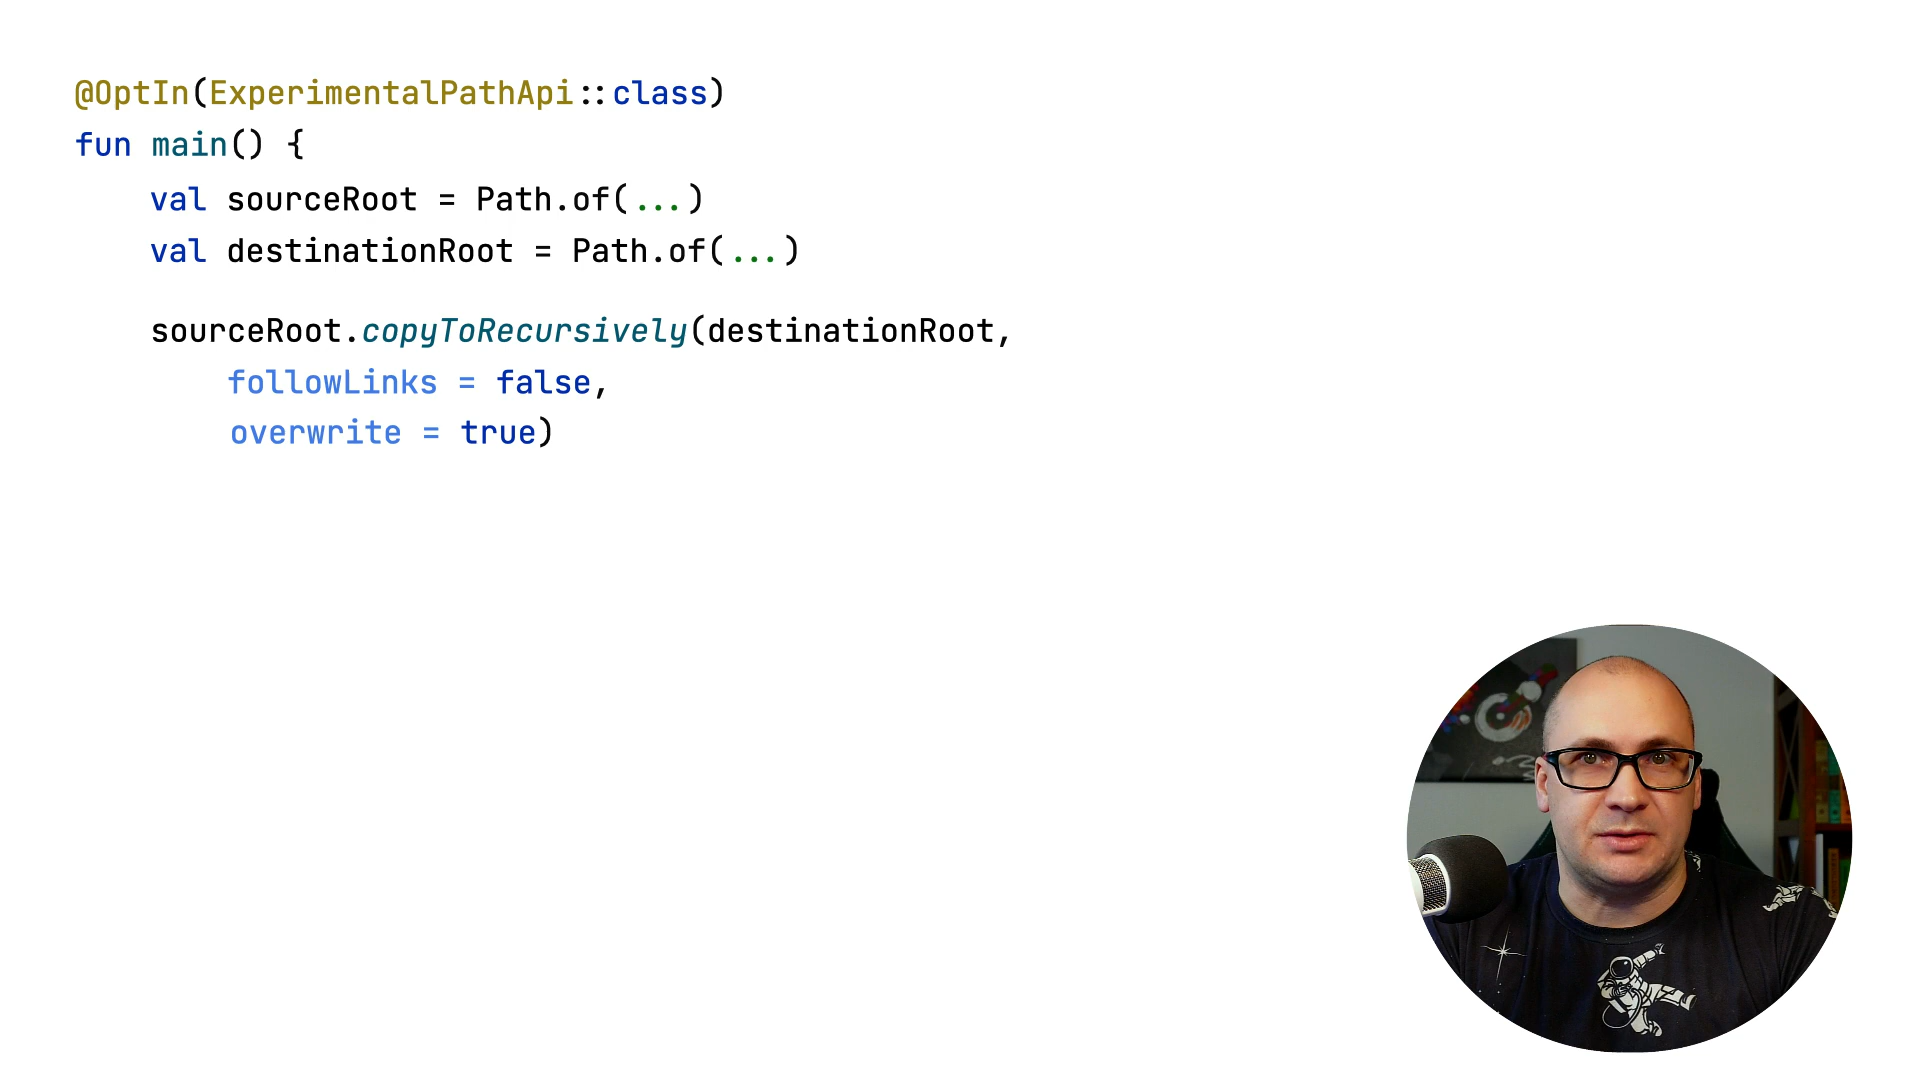 @OptIn(ExperimentalPathApi::class)
fun main() {
    val sourceRoot = Path.of(...)
    val destinationRoot = Path.of(...)
    sourceRoot.copyToRecursively(destinationRoot,
        followLinks = false,
        overwrite = true)